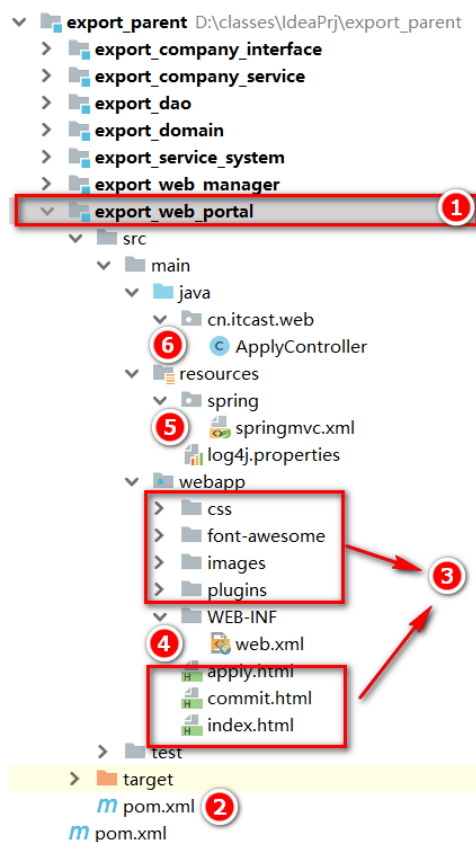 export_parent D:\classes\IdeaPrj\export_parent
export_company_interface
export_company_service
export_dao
export_domain
export_service_system
export_web_manager
export_web_portal 1
src
main
java
cn.itcast.web
6 C ApplyController
resources
spring
5 springmvc.xml
log4j.properties
webapp
css
font-awesome
images 3
plugins
WEB-INF
4 web.xml
H apply.html
H commit.html
H index.html
test
target
m pom.xml 2
m pom.xml